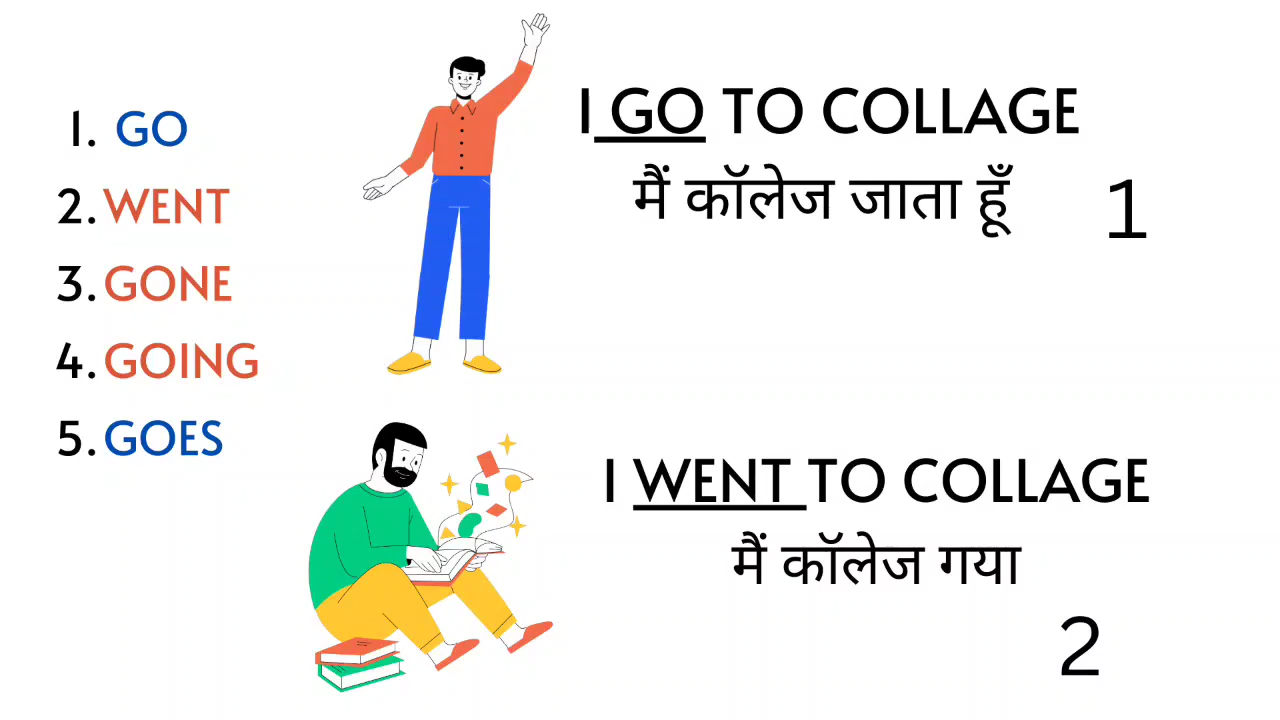 1. GO
2. WENT
3. GONE
4. GOING
5. GOES
I GO TO COLLAGE
मैं कॉलेज जाता हूँ
1
I WENT TO COLLAGE
मैं कॉलेज गया
2